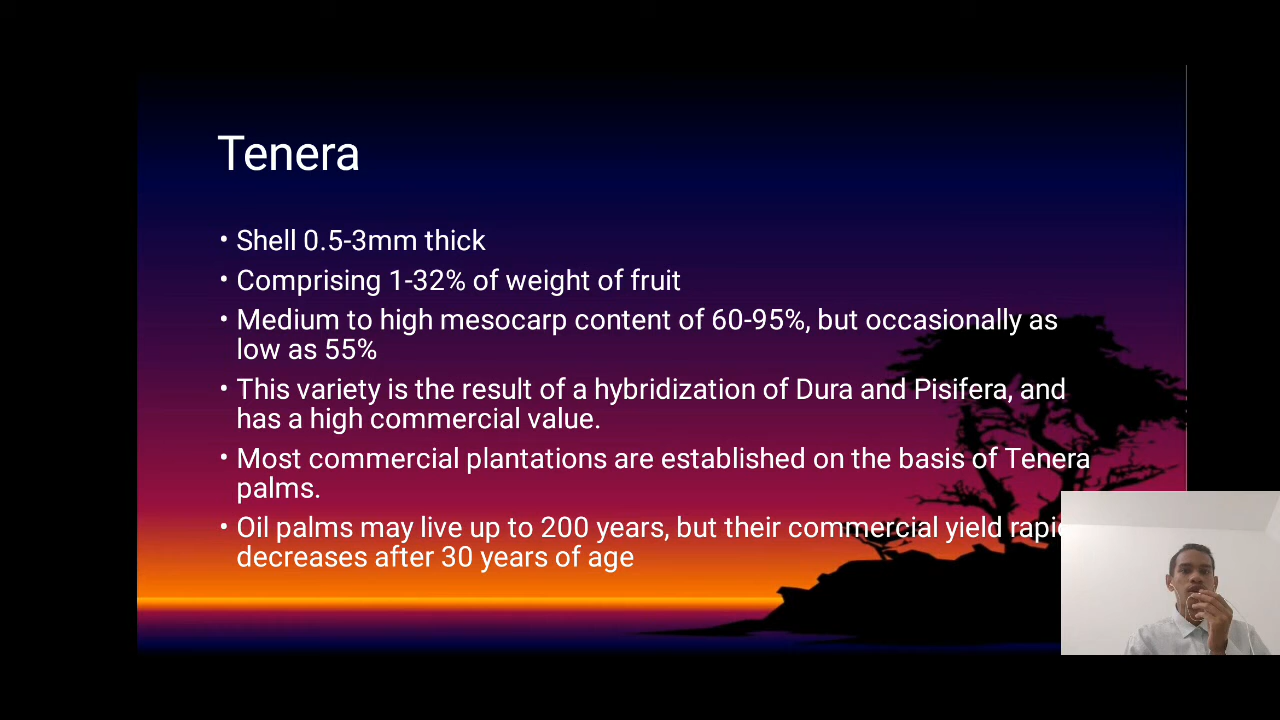 Tenera
• Shell 0.5-3mm thick
• Comprising 1-32% of weight of fruit
• Medium to high mesocarp content of 60-95%, but occasionally as
low as 55%
• This variety is the result of a hybridization of Dura and Pisifera, and
has a high commercial value.
• Most commercial plantations are established on the basis of Tenera
palms.
• Oil palms may live up to 200 years, but their commercial yield
decreases after 30 years of age